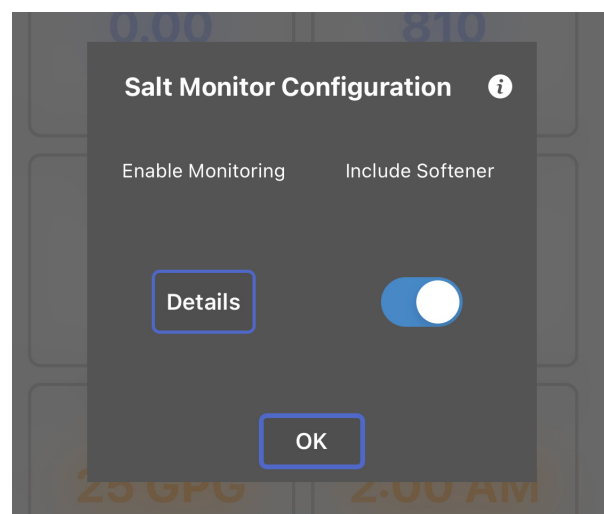 0.00 810
Salt Monitor Configuration i
Enable Monitoring Include Softener
Details
OK
25 GPG 2:00 AM